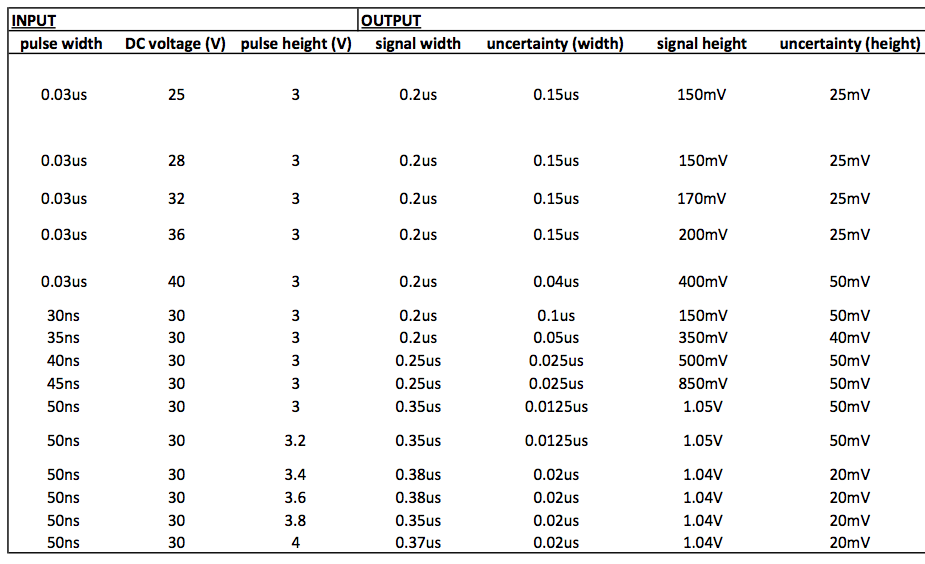 INPUT OUTPUT
pulse width DC voltage (V) pulse height (V) signal width uncertainty (width) signal height uncertainty (height)
0.03us 25 3 0.2us 0.15us 150mV 25mV
0.03us 28 3 0.2us 0.15us 150mV 25mV
0.03us 32 3 0.2us 0.15us 170mV 25mV
0.03us 36 3 0.2us 0.15us 200mV 25mV
0.03us 40 3 0.2us 0.04us 400mV 50mV
30ns 30 3 0.2us 0.1us 150mV 50mV
35ns 30 3 0.2us 0.05us 350mV 40mV
40ns 30 3 0.25us 0.025us 500mV 50mV
45ns 30 3 0.25us 0.025us 850mV 50mV
50ns 30 3 0.35us 0.0125us 1.05V 50mV
50ns 30 3.2 0.35us 0.0125us 1.05V 50mV
50ns 30 3.4 0.38us 0.02us 1.04V 20mV
50ns 30 3.6 0.38us 0.02us 1.04V 20mV
50ns 30 3.8 0.35us 0.02us 1.04V 20mV
50ns 30 4 0.37us 0.02us 1.04V 20mV